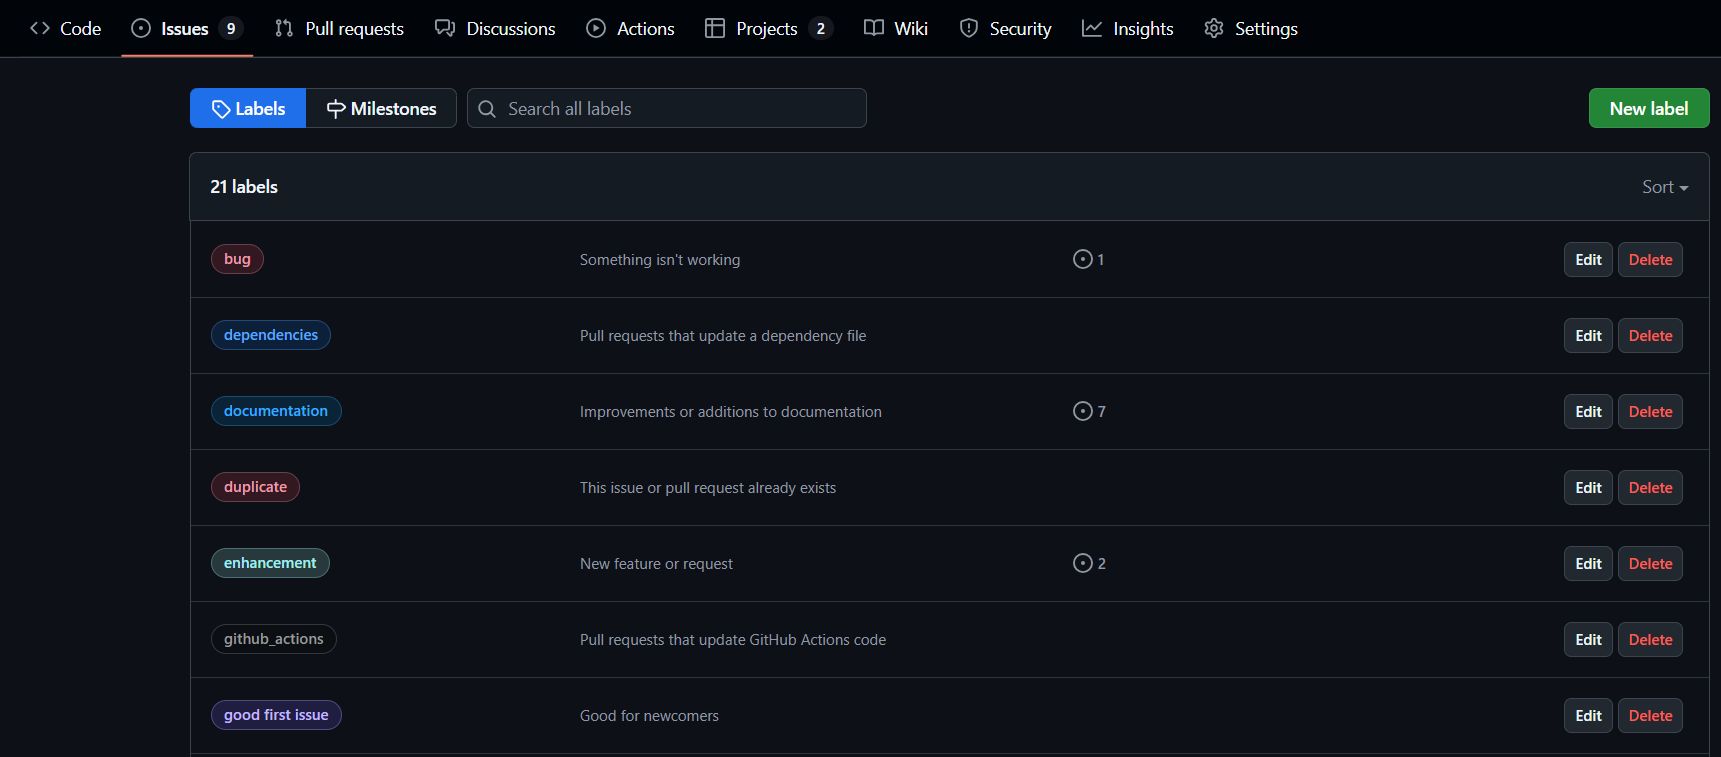 Code Issues 9 Pull requests Discussions Actions Projects 2 Wiki Security Insights Settings
Labels Milestones Search all labels New label
21 labels Sort
bug Something isn't working 1 Edit Delete
dependencies Pull requests that update a dependency file Edit Delete
documentation Improvements or additions to documentation 7 Edit Delete
duplicate This issue or pull request already exists Edit Delete
enhancement New feature or request 2 Edit Delete
github_actions Pull requests that update GitHub Actions code Edit Delete
good first issue Good for newcomers Edit Delete